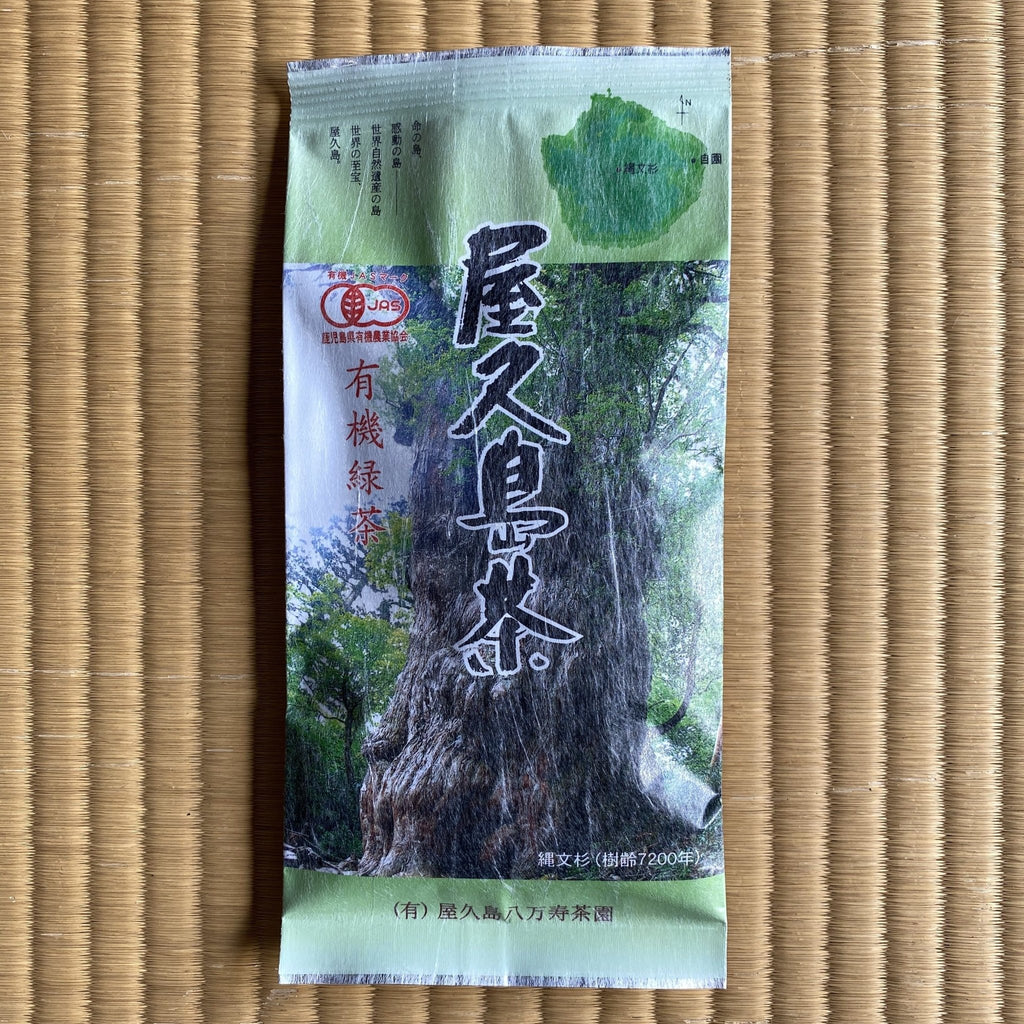 命の島、
感動の島――
世界自然遺産の島
世界の至宝、
屋久島。
N
自園
縄文杉
屋久島茶
有機JASマーク
JAS
鹿児島県有機農業協会
有機緑茶
縄文杉(樹齢7200年)
(有)屋久島八万寿茶園